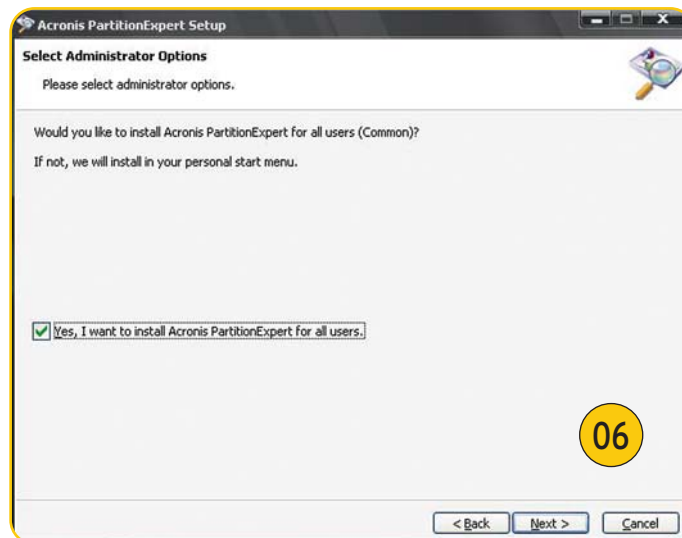 Acronis PartitionExpert Setup
Select Administrator Options
Please select administrator options.
Would you like to install Acronis PartitionExpert for all users (Common)?
If not, we will install in your personal start menu.
Yes, I want to install Acronis PartitionExpert for all users.
06
< Back Next > Cancel